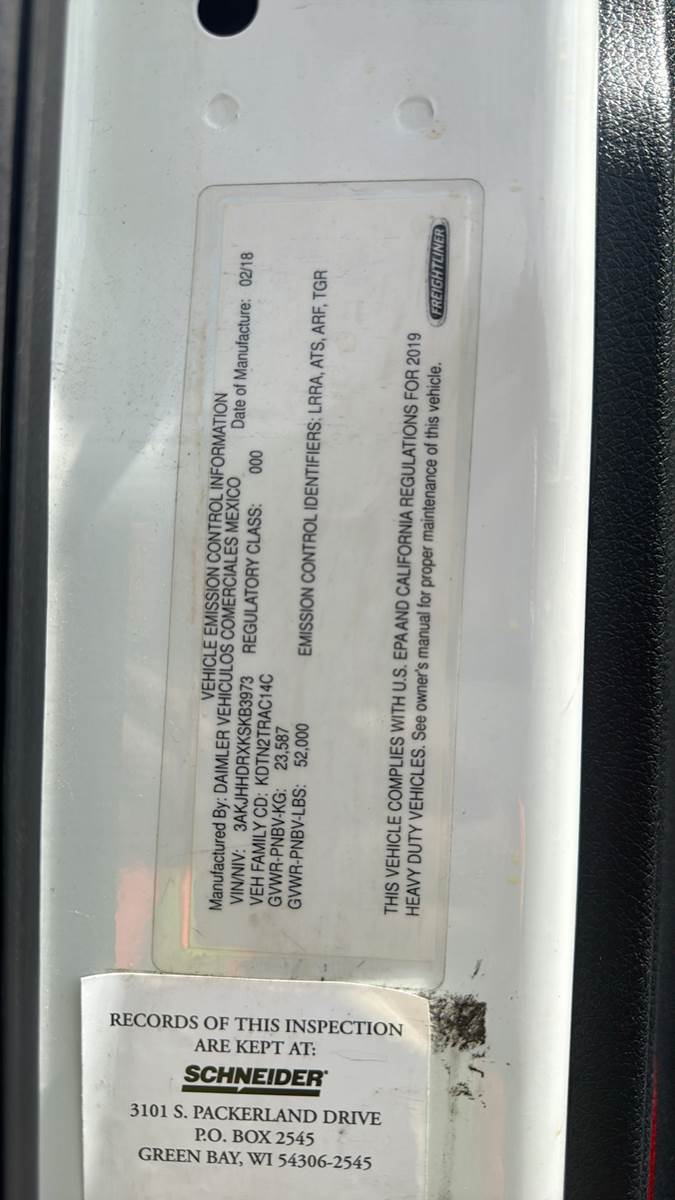 VEHICLE EMISSION CONTROL INFORMATION
Manufactured By: DAIMLER VEHICULOS COMERCIALES MEXICO Date of Manufacture: 02/18
VIN/NIV: 3AKJHHDRXKSKB3973 REGULATORY CLASS: 000
VEH FAMILY CD: KDTN2TRAC14C
GVWR-PNBV-KG: 23,587
GVWR-PNBV-LBS: 52,000 EMISSION CONTROL IDENTIFIERS: LRRA, ATS, ARF, TGR
THIS VEHICLE COMPLIES WITH U.S. EPA AND CALIFORNIA REGULATIONS FOR 2019
HEAVY DUTY VEHICLES. See owner's manual for proper maintenance of this vehicle.
FREIGHTLINER
RECORDS OF THIS INSPECTION
ARE KEPT AT:
SCHNEIDER®
3101 S. PACKERLAND DRIVE
P.O. BOX 2545
GREEN BAY, WI 54306-2545